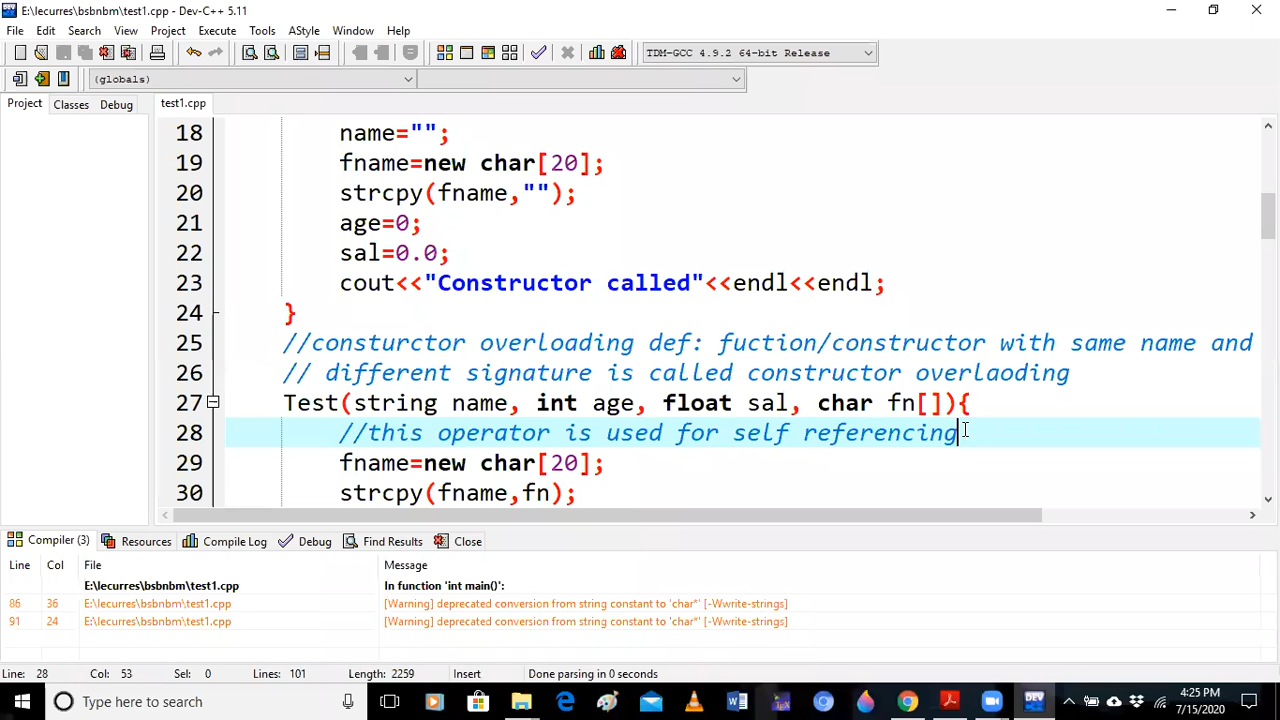 E:\lecurres\bsbnbm\test1.cpp - Dev-C++ 5.11
File Edit Search View Project Execute Tools AStyle Window Help
TDM-GCC 4.9.2 64-bit Release
(globals)
Project Classes Debug test1.cpp
18 name="";
19 fname=new char[20];
20 strcpy(fname,"");
21 age=0;
22 sal=0.0;
23 cout<<"Constructor called"<<endl<<endl;
24 }
25 //consturctor overloading def: fuction/constructor with same name and
26 // different signature is called constructor overlaoding
27 Test(string name, int age, float sal, char fn[]){
28 //this operator is used for self referencing
29 fname=new char[20];
30 strcpy(fname,fn);
Compiler (3) Resources Compile Log Debug Find Results Close
Line Col File Message
E:\lecurres\bsbnbm\test1.cpp In function 'int main()':
86 36 E:\lecurres\bsbnbm\test1.cpp [Warning] deprecated conversion from string constant to 'char*' [-Wwrite-strings]
91 24 E:\lecurres\bsbnbm\test1.cpp [Warning] deprecated conversion from string constant to 'char*' [-Wwrite-strings]
Line: 28 Col: 53 Sel: 0 Lines: 101 Length: 2259 Insert Done parsing in 0 seconds
Type here to search
DEV
4:25 PM
7/15/2020